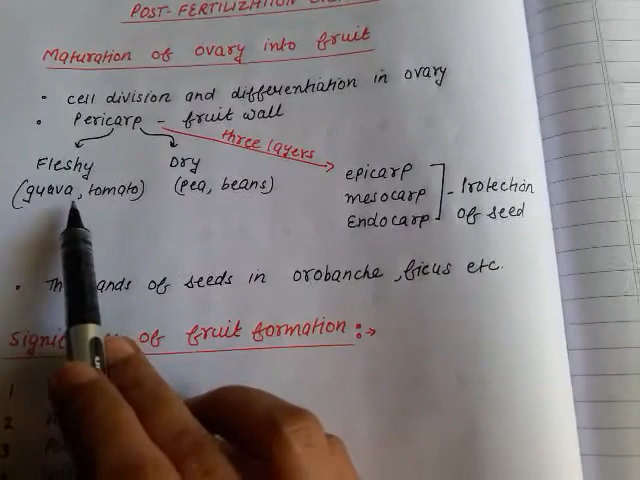 POST-FERTILIZATION
Maturation of ovary into fruit
• cell division and differentiation in ovary
• Pericarp - fruit wall
three layers
Fleshy
(guava, tomato)
Dry
(pea, beans)
epicarp
mesocarp
Endocarp
- Protection
of seed
• of seeds in orobanche, ficus etc.
of fruit formation :→
1
2
3